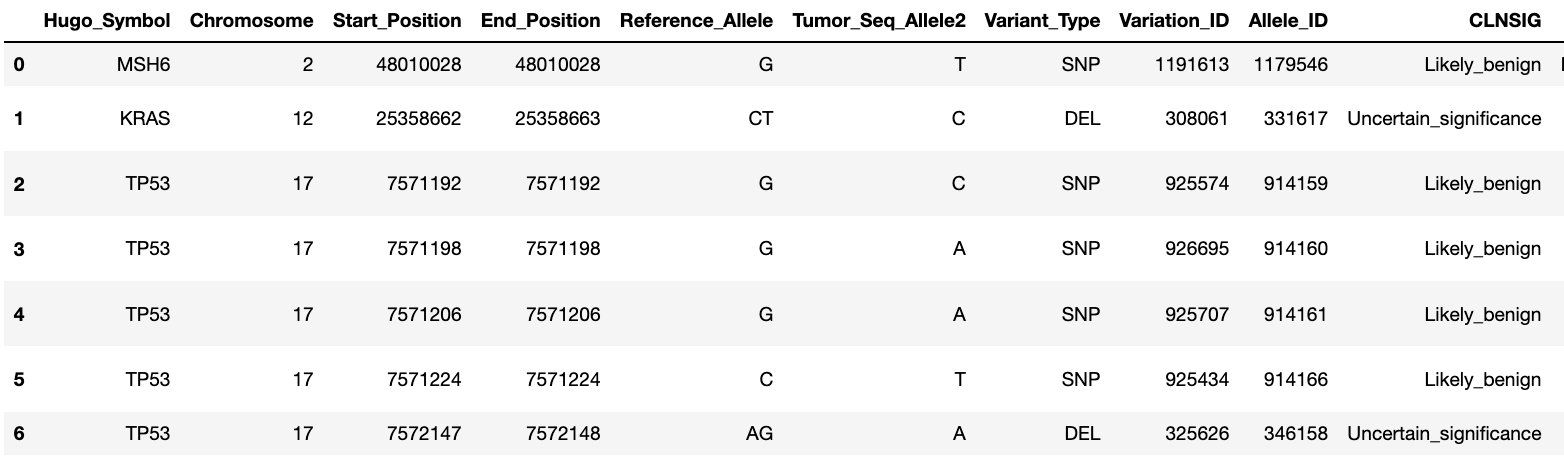 Hugo_Symbol Chromosome Start_Position End_Position Reference_Allele Tumor_Seq_Allele2 Variant_Type Variation_ID Allele_ID CLNSIG
0 MSH6 2 48010028 48010028 G T SNP 1191613 1179546 Likely_benign
1 KRAS 12 25358662 25358663 CT C DEL 308061 331617 Uncertain_significance
2 TP53 17 7571192 7571192 G C SNP 925574 914159 Likely_benign
3 TP53 17 7571198 7571198 G A SNP 926695 914160 Likely_benign
4 TP53 17 7571206 7571206 G A SNP 925707 914161 Likely_benign
5 TP53 17 7571224 7571224 C T SNP 925434 914166 Likely_benign
6 TP53 17 7572147 7572148 AG A DEL 325626 346158 Uncertain_significance